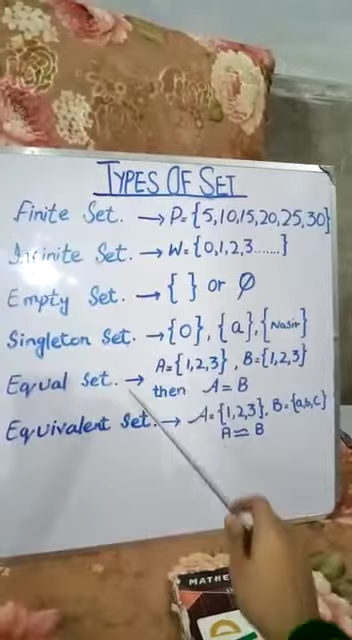 TYPES OF SET
Finite Set. → P={5,10,15,20,25,30}
Infinite Set. → W={0,1,2,3......}
Empty Set. → { } or ∅
Singleton Set. → {0}, {a}, {Nasir}
Equal Set. → A={1,2,3}, B={1,2,3}
then A=B
Equivalent Set. → A={1,2,3}, B={a,b,c}
A≃B
MATHE